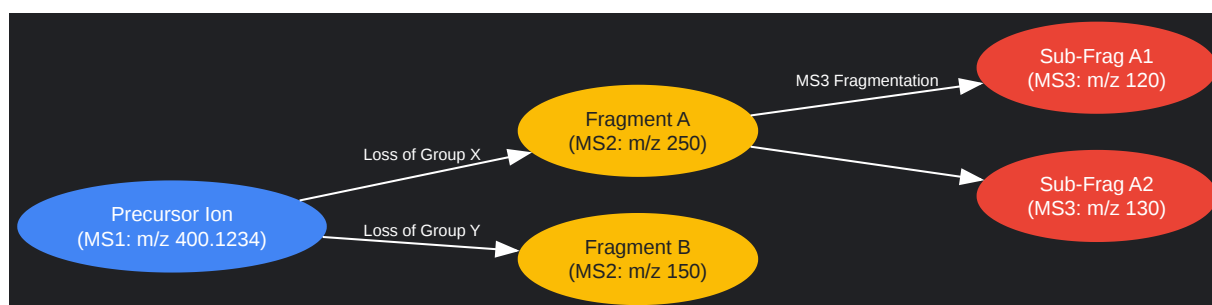 Precursor Ion
(MS1: m/z 400.1234)
Loss of Group X
Loss of Group Y
Fragment A
(MS2: m/z 250)
Fragment B
(MS2: m/z 150)
MS3 Fragmentation
Sub-Frag A1
(MS3: m/z 120)
Sub-Frag A2
(MS3: m/z 130)